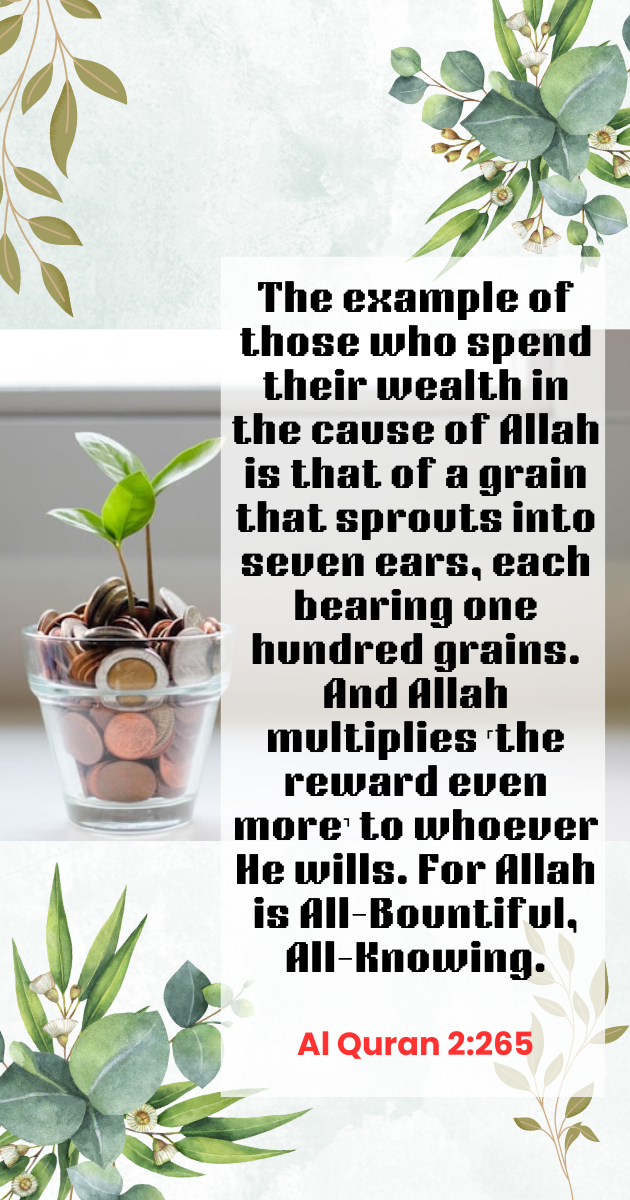 The example of
those who spend
their wealth in
the cause of Allah
is that of a grain
that sprouts into
seven ears, each
bearing one
hundred grains.
And Allah
multiplies ˹the
reward even
more˺ to whoever
He wills. For Allah
is All-Bountiful,
All-Knowing.
Al Quran 2:265